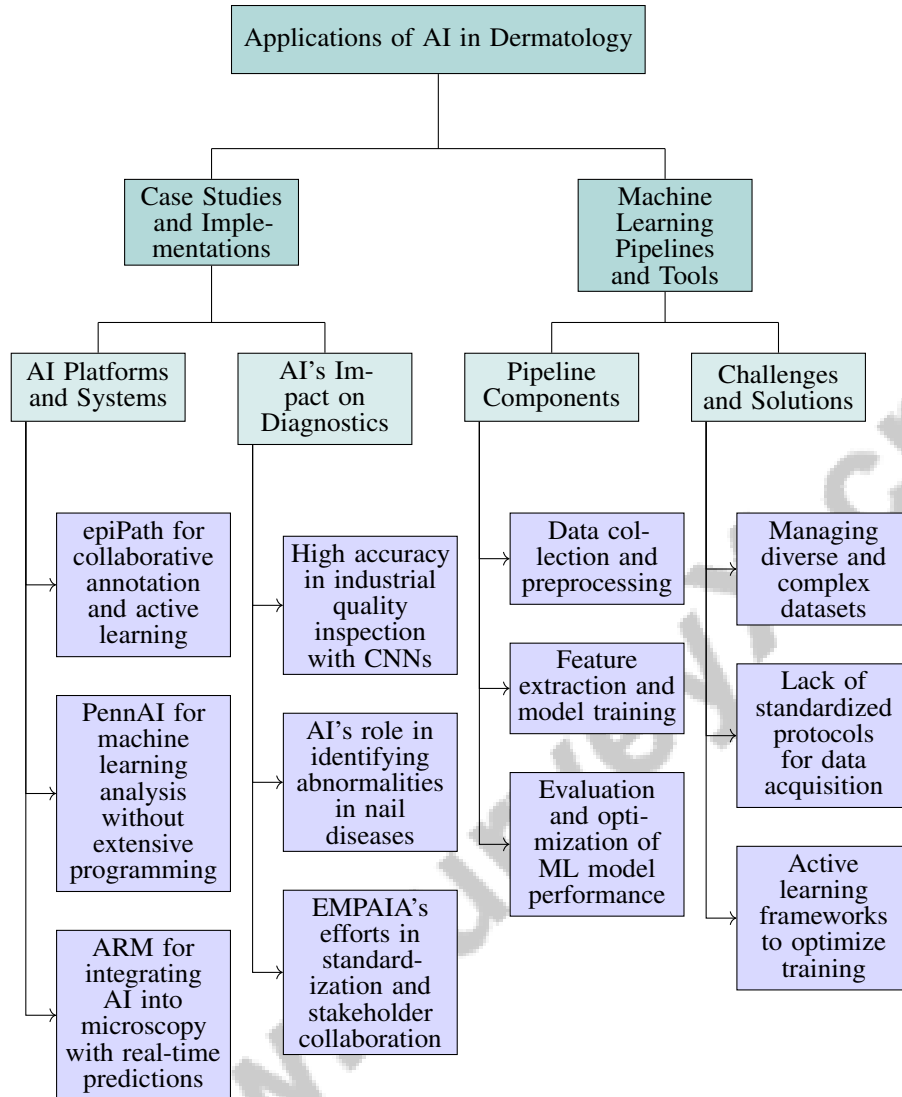 Applications of AI in Dermatology
Case Studies
and Imple-
mentations
Machine
Learning
Pipelines
and Tools
AI Platforms
and Systems
AI's Im-
pact on
Diagnostics
Pipeline
Components
Challenges
and Solutions
epiPath for
collaborative
annotation
and active
learning
PennAI for
machine
learning
analysis
without
extensive
programming
ARM for
integrating
AI into
microscopy
with real-time
predictions
High accuracy
in industrial
quality
inspection
with CNNs
AI's role in
identifying
abnormalities
in nail
diseases
EMPAIA's
efforts in
standard-
ization and
stakeholder
collaboration
Data col-
lection and
preprocessing
Feature
extraction and
model training
Evaluation
and opti-
mization of
ML model
performance
Managing
diverse and
complex
datasets
Lack of
standardized
protocols
for data
acquisition
Active
learning
frameworks
to optimize
training